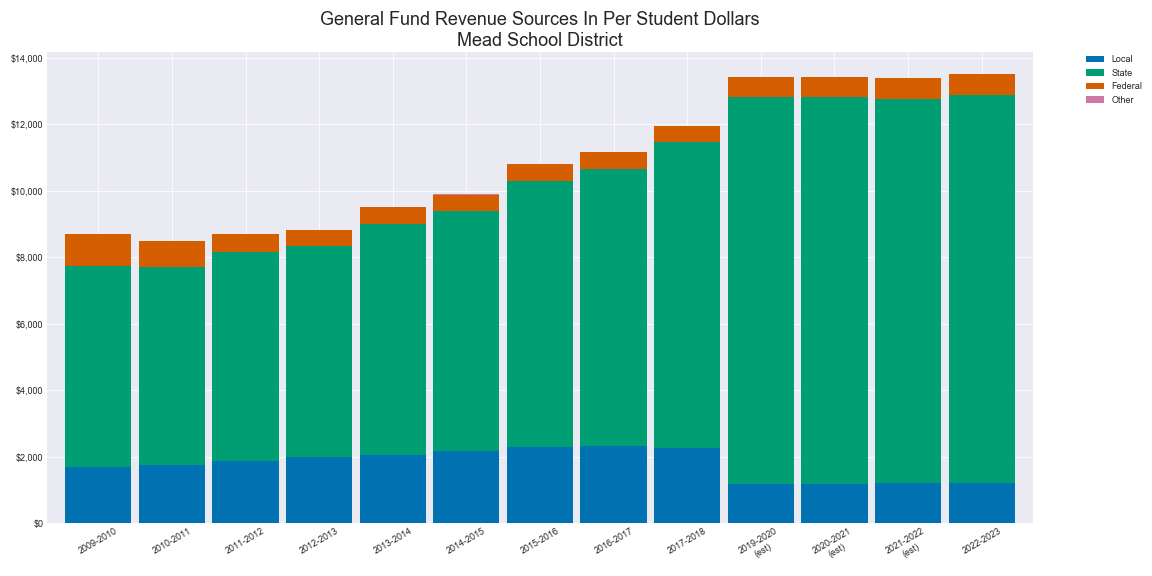 General Fund Revenue Sources In Per Student Dollars
Mead School District
$14,000
$12,000
$10,000
$8,000
$6,000
$4,000
$2,000
$0
2009-2010
2010-2011
2011-2012
2012-2013
2013-2014
2014-2015
2015-2016
2016-2017
2017-2018
2019-2020
(est)
2020-2021
(est)
2021-2022
(est)
2022-2023
Local
State
Federal
Other